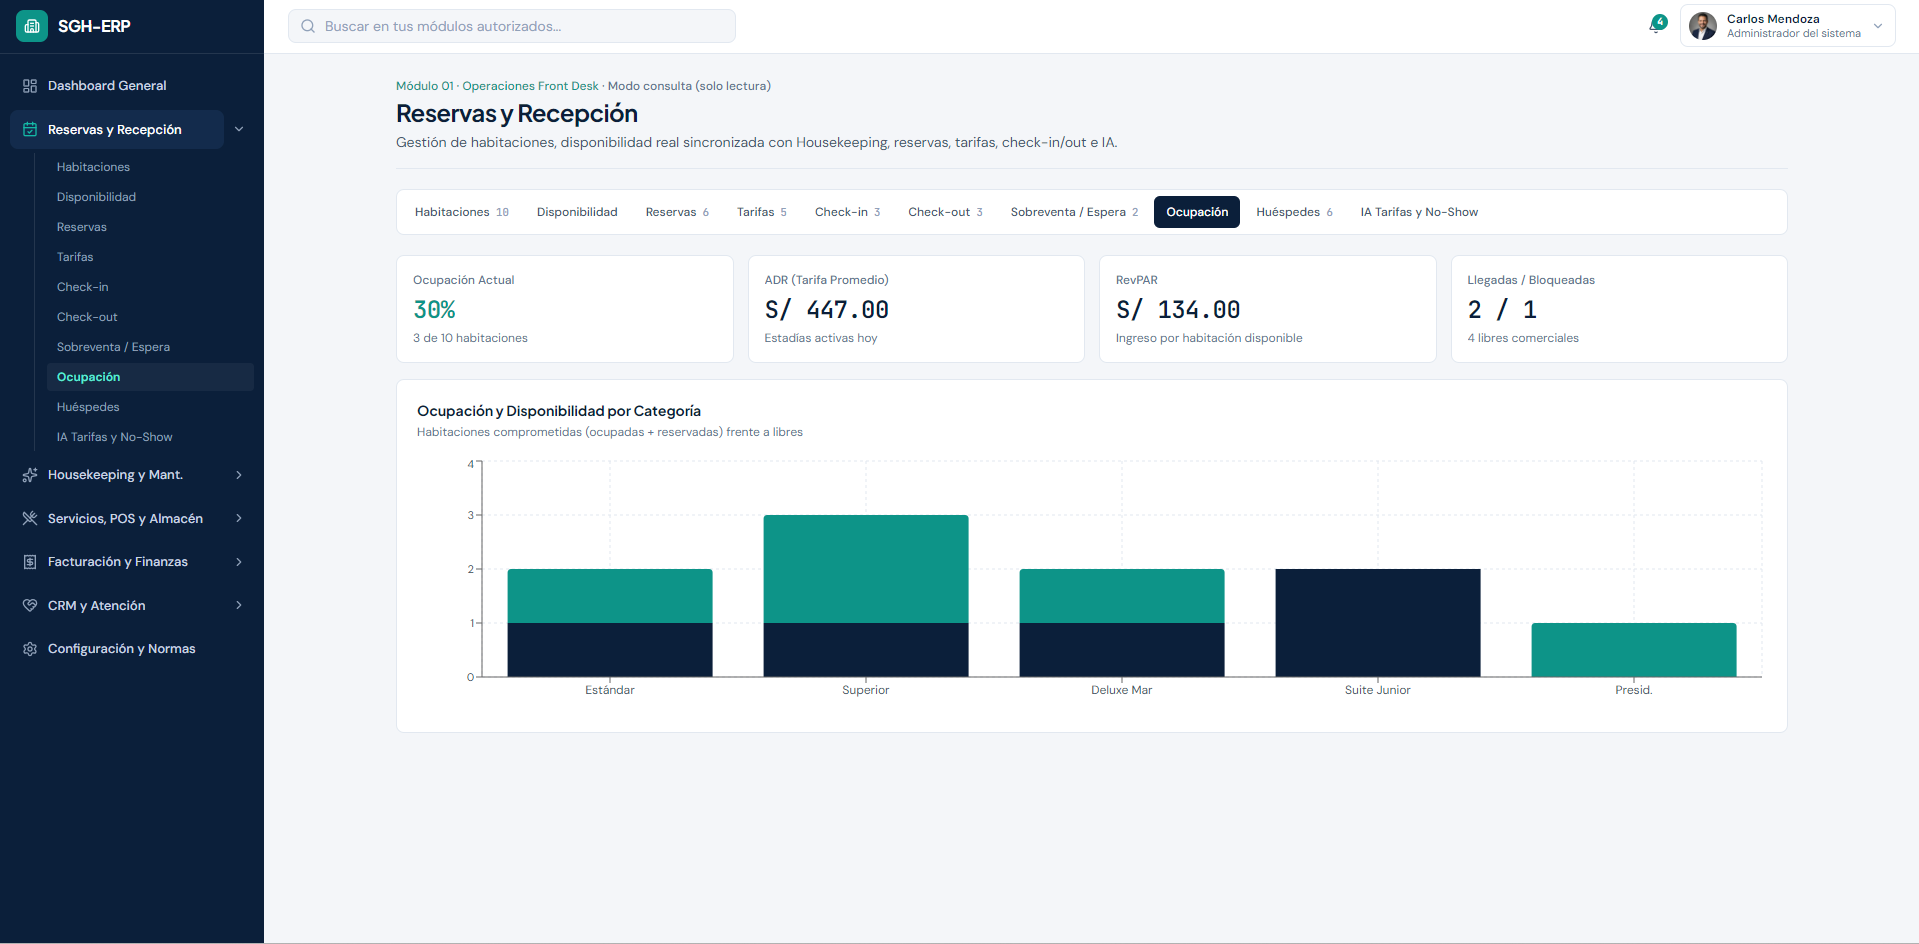 SGH-ERP
Buscar en tus módulos autorizados...
4
Carlos Mendoza
Administrador del sistema
Dashboard General
Reservas y Recepción
Habitaciones
Disponibilidad
Reservas
Tarifas
Check-in
Check-out
Sobreventa / Espera
Ocupación
Huéspedes
IA Tarifas y No-Show
Housekeeping y Mant.
Servicios, POS y Almacén
Facturación y Finanzas
CRM y Atención
Configuración y Normas
Módulo 01 · Operaciones Front Desk · Modo consulta (solo lectura)
Reservas y Recepción
Gestión de habitaciones, disponibilidad real sincronizada con Housekeeping, reservas, tarifas, check-in/out e IA.
Habitaciones 10 Disponibilidad Reservas 6 Tarifas 5 Check-in 3 Check-out 3 Sobreventa / Espera 2 Ocupación Huéspedes 6 IA Tarifas y No-Show
Ocupación Actual
30%
3 de 10 habitaciones
ADR (Tarifa Promedio)
S/ 447.00
Estadías activas hoy
RevPAR
S/ 134.00
Ingreso por habitación disponible
Llegadas / Bloqueadas
2 / 1
4 libres comerciales
Ocupación y Disponibilidad por Categoría
Habitaciones comprometidas (ocupadas + reservadas) frente a libres
4
3
2
1
0
Estándar Superior Deluxe Mar Suite Junior Presid.